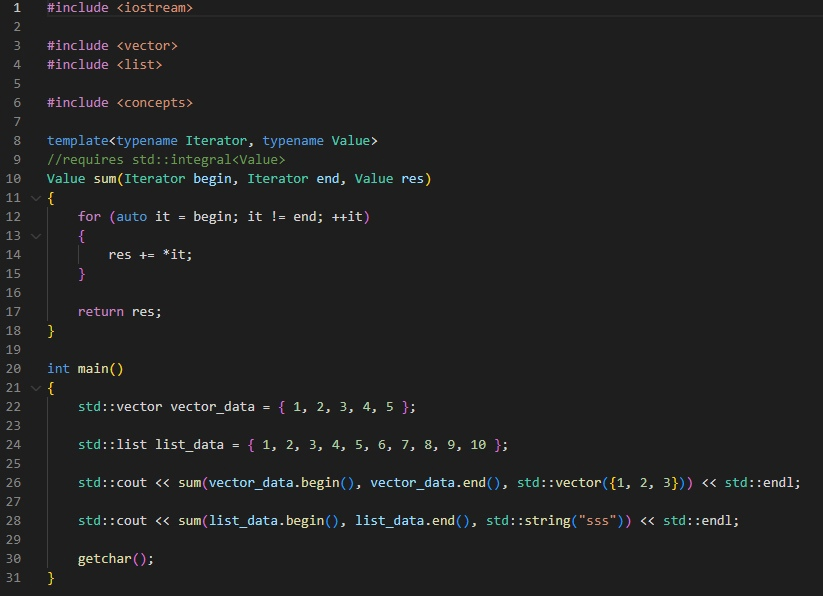 1 #include <iostream>
2
3 #include <vector>
4 #include <list>
5
6 #include <concepts>
7
8 template<typename Iterator, typename Value>
9 //requires std::integral<Value>
10 Value sum(Iterator begin, Iterator end, Value res)
11 {
12     for (auto it = begin; it != end; ++it)
13     {
14         res += *it;
15     }
16
17     return res;
18 }
19
20 int main()
21 {
22     std::vector vector_data = { 1, 2, 3, 4, 5 };
23
24     std::list list_data = { 1, 2, 3, 4, 5, 6, 7, 8, 9, 10 };
25
26     std::cout << sum(vector_data.begin(), vector_data.end(), std::vector({1, 2, 3})) << std::endl;
27
28     std::cout << sum(list_data.begin(), list_data.end(), std::string("sss")) << std::endl;
29
30     getchar();
31 }